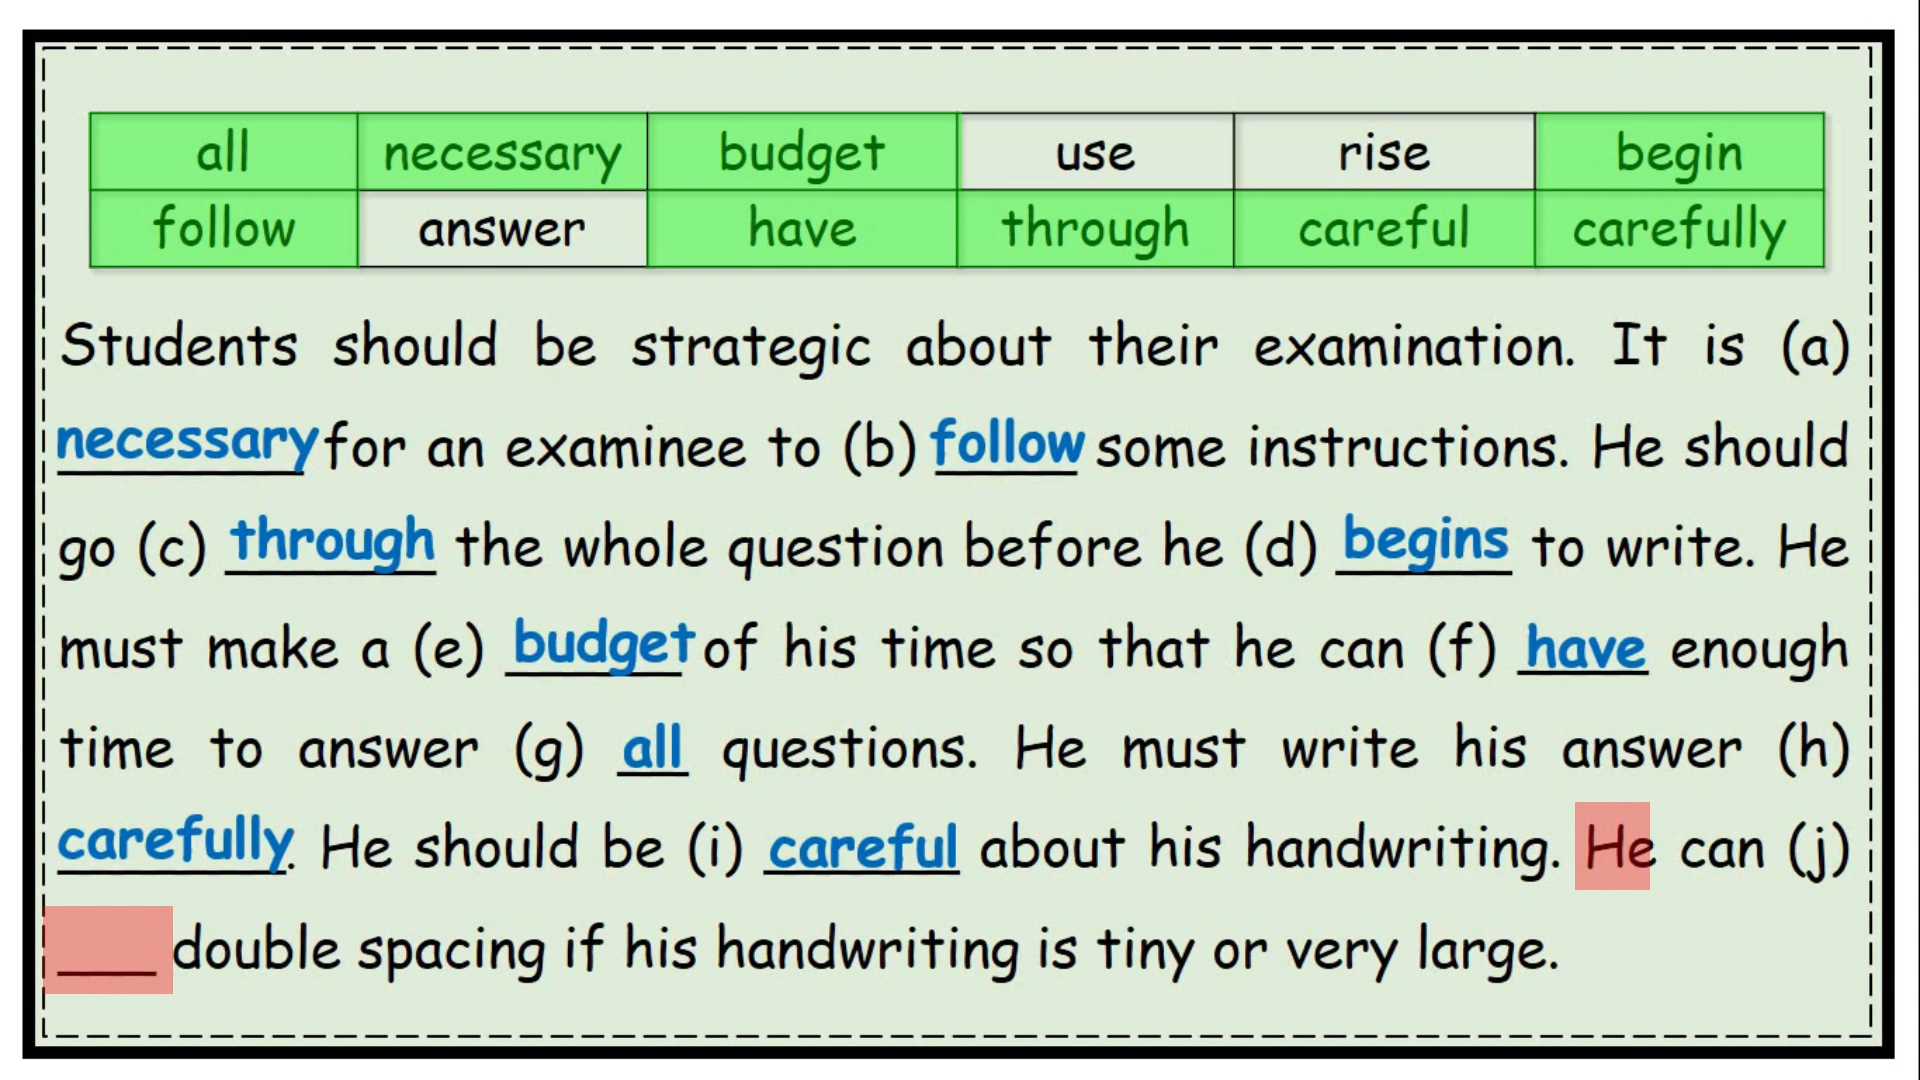 all necessary budget use rise begin
follow answer have through careful carefully
Students should be strategic about their examination. It is (a)
necessary for an examinee to (b) follow some instructions. He should
go (c) through the whole question before he (d) begins to write. He
must make a (e) budget of his time so that he can (f) have enough
time to answer (g) all questions. He must write his answer (h)
carefully. He should be (i) careful about his handwriting. He can (j)
___ double spacing if his handwriting is tiny or very large.